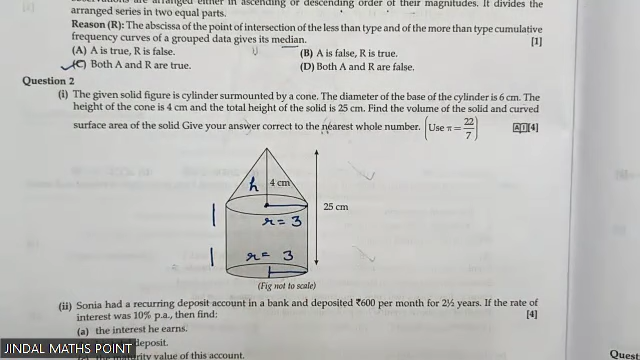 arranged series in two equal parts.
Reason (R): The abscissa of the point of intersection of the less than type and of the more than type cumulative
frequency curves of a grouped data gives its median. [1]
(A) A is true, R is false. (B) A is false, R is true.
(C) Both A and R are true. (D) Both A and R are false.
Question 2
(i) The given solid figure is cylinder surmounted by a cone. The diameter of the base of the cylinder is 6 cm. The
height of the cone is 4 cm and the total height of the solid is 25 cm. Find the volume of the solid and curved
surface area of the solid Give your answer correct to the nearest whole number. (Use π = 22/7) [4]
h 4 cm
r = 3
25 cm
r = 3
(Fig not to scale)
(ii) Sonia had a recurring deposit account in a bank and deposited ₹600 per month for 2½ years. If the rate of
interest was 10% p.a., then find: [4]
(a) the interest he earns.
deposit.
value of this account.
JINDAL MATHS POINT
Quest